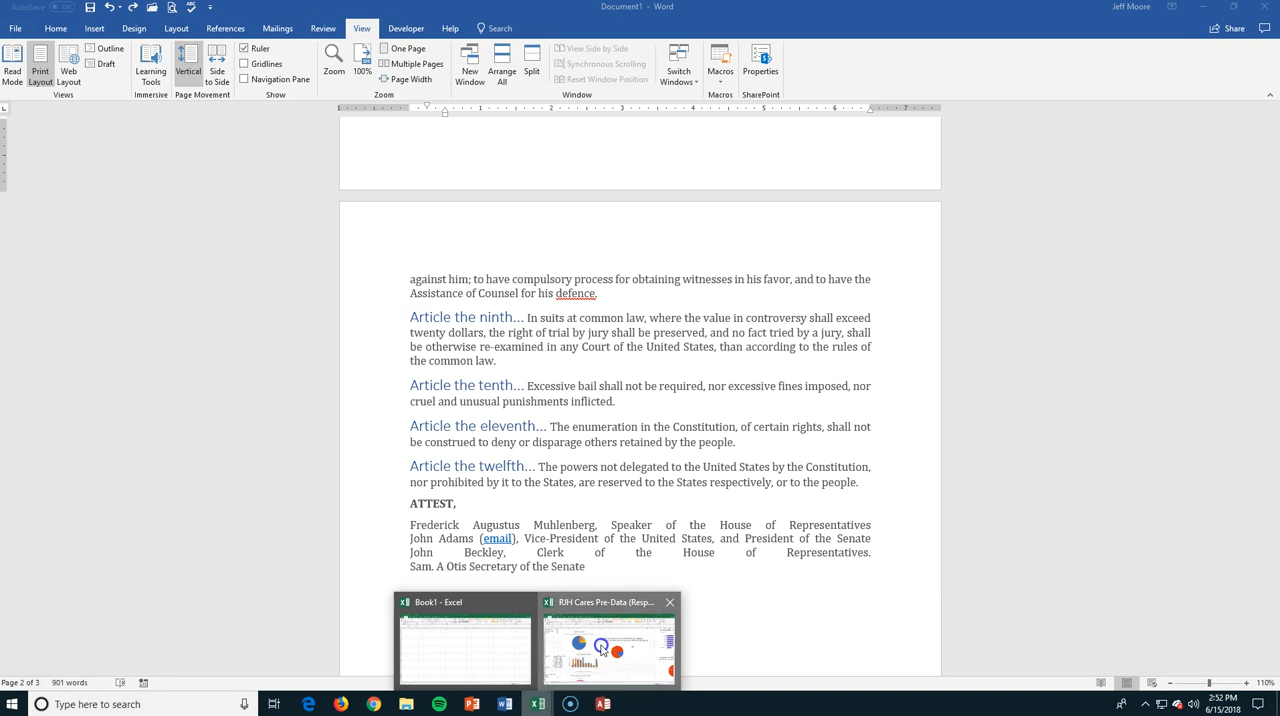 AutoSave Off
Document1 - Word
Jeff Moore
File Home Insert Draw Design Layout References Mailings Review View Developer Help Search Share
Read Mode
Print Layout
Web Layout
Outline
Draft
Views
Learning Tools
Immersive
Vertical
Side to Side
Page Movement
Ruler
Gridlines
Navigation Pane
Show
Zoom
100%
One Page
Multiple Pages
Page Width
Zoom
New Window
Arrange All
Split
View Side by Side
Synchronous Scrolling
Reset Window Position
Window
Switch Windows
Macros
Macros
Properties
SharePoint
1 1 2 3 4 5 6 7
against him; to have compulsory process for obtaining witnesses in his favor, and to have the
Assistance of Counsel for his defence.
Article the ninth... In suits at common law, where the value in controversy shall exceed
twenty dollars, the right of trial by jury shall be preserved, and no fact tried by a jury, shall
be otherwise re-examined in any Court of the United States, than according to the rules of
the common law.
Article the tenth... Excessive bail shall not be required, nor excessive fines imposed, nor
cruel and unusual punishments inflicted.
Article the eleventh... The enumeration in the Constitution, of certain rights, shall not
be construed to deny or disparage others retained by the people.
Article the twelfth... The powers not delegated to the United States by the Constitution,
nor prohibited by it to the States, are reserved to the States respectively, or to the people.
ATTEST,
Frederick Augustus Muhlenberg, Speaker of the House of Representatives
John Adams (email), Vice-President of the United States, and President of the Senate
John Beckley, Clerk of the House of Representatives.
Sam. A Otis Secretary of the Senate
Book1 - Excel
RJH Cares Pre-Data (Resp...
Page 2 of 3 901 words
110%
Type here to search
2:52 PM
6/15/2018